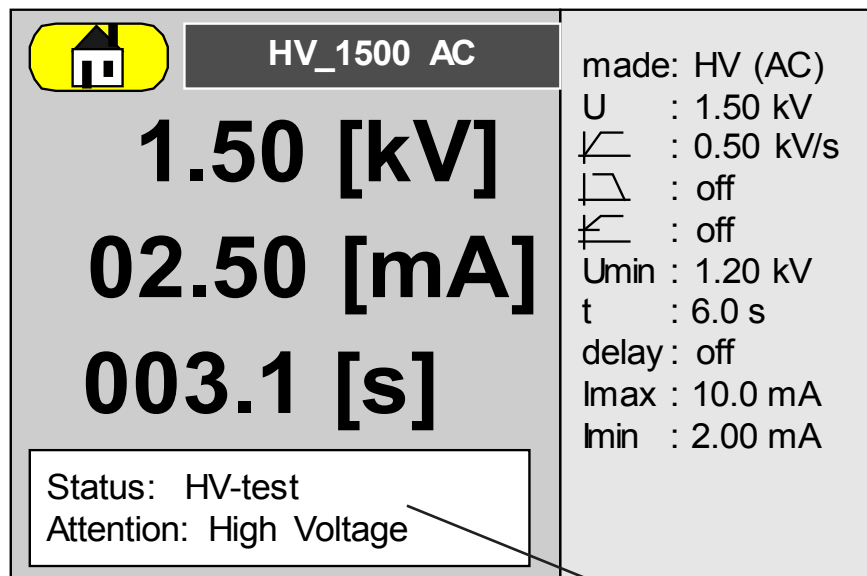 HV_1500 AC
1.50 [kV]
02.50 [mA]
003.1 [s]
Status: HV-test
Attention: High Voltage
made: HV (AC)
U : 1.50 kV
: 0.50 kV/s
: off
: off
Umin : 1.20 kV
t : 6.0 s
delay : off
Imax : 10.0 mA
Imin : 2.00 mA